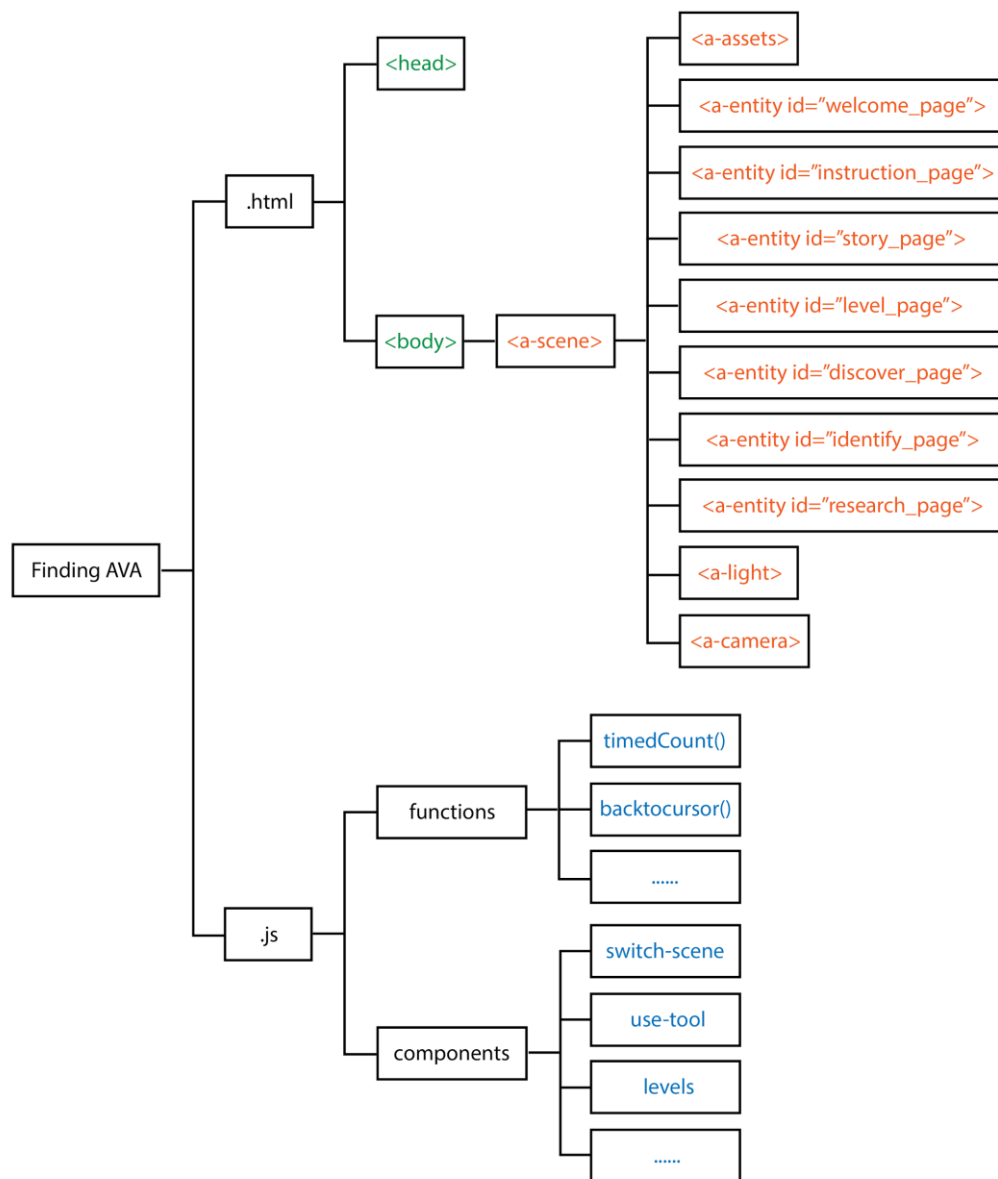 <head>
.html
<body>
<a-scene>
<a-assets>
<a-entity id=”welcome_page”>
<a-entity id=”instruction_page”>
<a-entity id=”story_page”>
<a-entity id=”level_page”>
<a-entity id=”discover_page”>
<a-entity id=”identify_page”>
<a-entity id=”research_page”>
<a-light>
<a-camera>
Finding AVA
.js
functions
timedCount()
backtocursor()
......
components
switch-scene
use-tool
levels
......